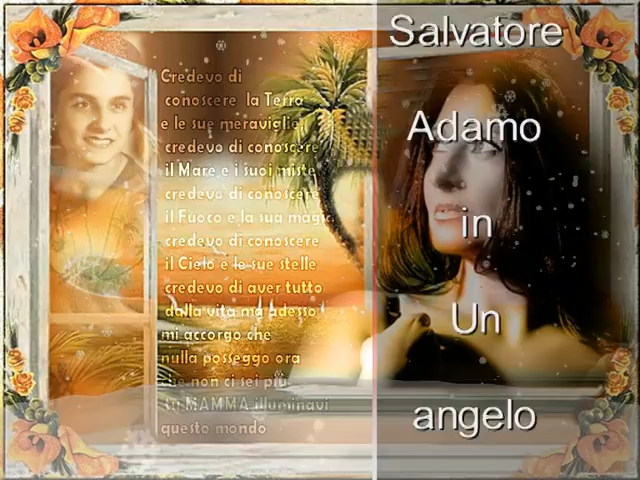 Credevo di
conoscere la Terra
e le sue meraviglie
credevo di conoscere
il Mare e i suoi miste
credevo di conoscere
il Fuoco e la sua magic
credevo di conoscere
il Cielo e le sue stelle
credevo di aver tutto
dalla vita ma adesso
mi accorgo che
nulla posseggo ora
che non ci sei più
tu MAMMA illuminavi
questo mondo
Salvatore
Adamo
in
Un
angelo